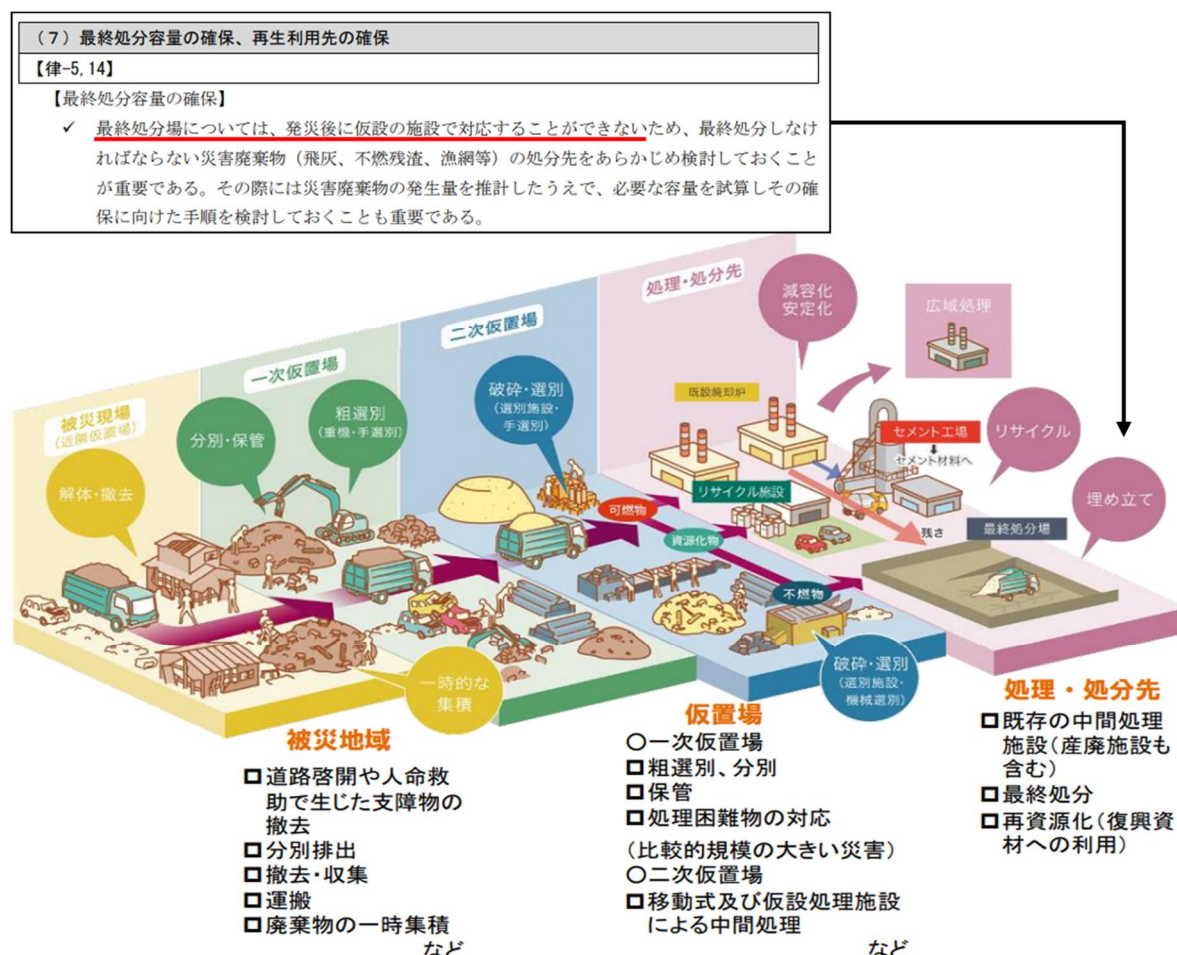 （７）最終処分容量の確保、再生利用先の確保
【律-5, 14】
【最終処分容量の確保】
✓ 最終処分場については、発災後に仮設の施設で対応することができないため、最終処分しなけ
ればならない災害廃棄物（飛灰、不燃残渣、漁網等）の処分先をあらかじめ検討しておくこと
が重要である。その際には災害廃棄物の発生量を推計したうえで、必要な容量を試算しその確
保に向けた手順を検討しておくことも重要である。
被災現場
（近隣仮置場）
解体・撤去
一時的な
集積
一次仮置場
分別・保管
粗選別
（重機・手選別）
二次仮置場
破砕・選別
（選別施設・
手選別）
可燃物
資源化物
不燃物
破砕・選別
（選別施設・
機械選別）
処理・処分先
減容化
安定化
広域処理
既設焼却炉
セメント工場
セメント材料へ
リサイクル
リサイクル施設
残さ
最終処分場
埋め立て
被災地域
□道路啓開や人命救
助で生じた支障物の
撤去
□分別排出
□撤去・収集
□運搬
□廃棄物の一時集積
など
仮置場
○一次仮置場
□粗選別、分別
□保管
□処理困難物の対応
（比較的規模の大きい災害）
○二次仮置場
□移動式及び仮設処理施設
による中間処理
など
処理・処分先
□既存の中間処理
施設（産廃施設も
含む）
□最終処分
□再資源化（復興資
材への利用）